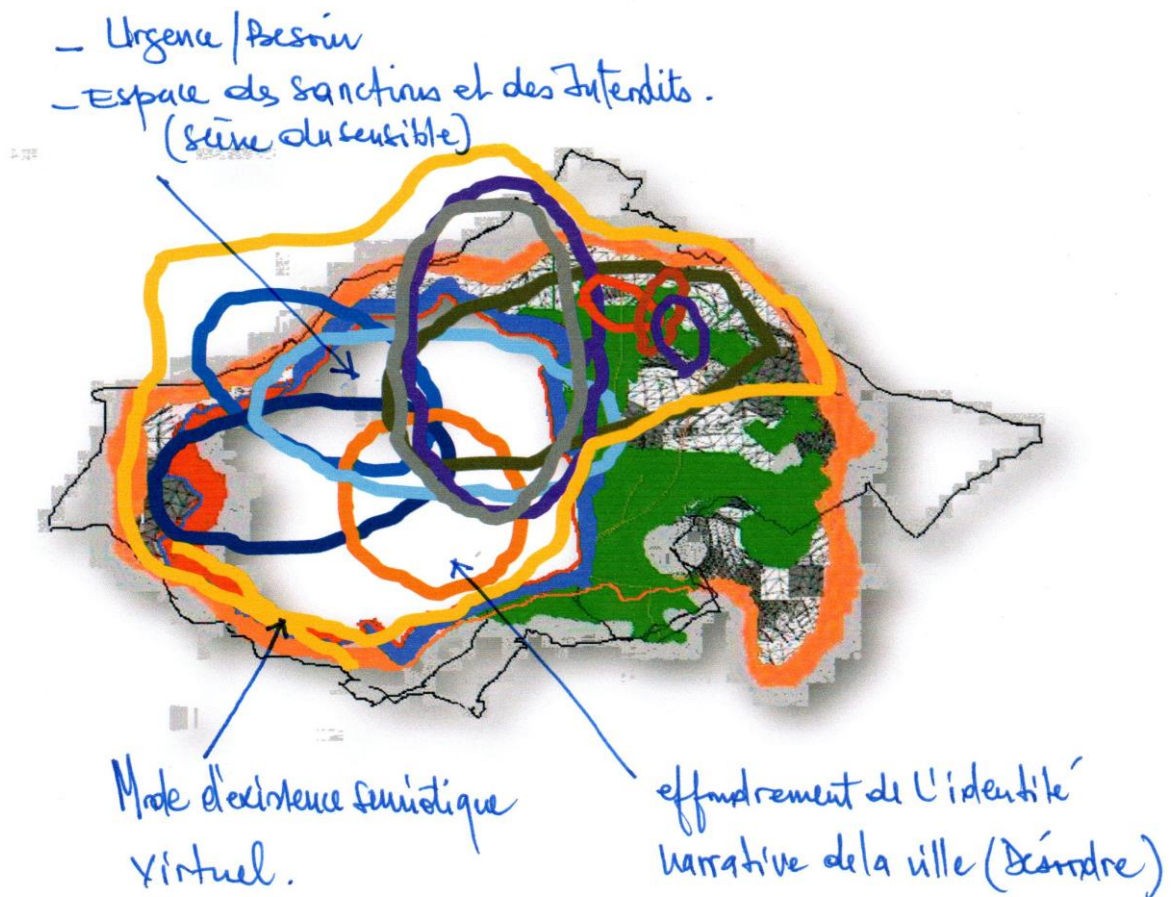 - Urgence/Besoin
- Espace des sanctions et des Interdits.
(scène du sensible)
Mode d'existence sémiotique
virtuel.
effondrement de l'identité
narrative de la ville (Désordre)